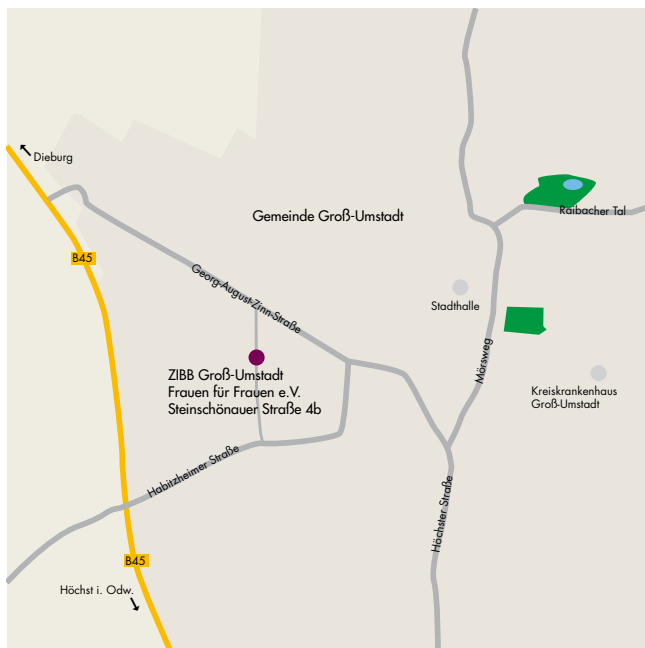 Dieburg
Raibacher Tal
Gemeinde Groß-Umstadt
B45
Georg-August-Zinn-Straße
Stadthalle
Mörsweg
ZIBB Groß-Umstadt
Frauen für Frauen e.V.
Steinschönauer Straße 4b
Kreiskrankenhaus
Groß-Umstadt
Habitzheimer Straße
Höchster Straße
B45
Höchst i. Odw.